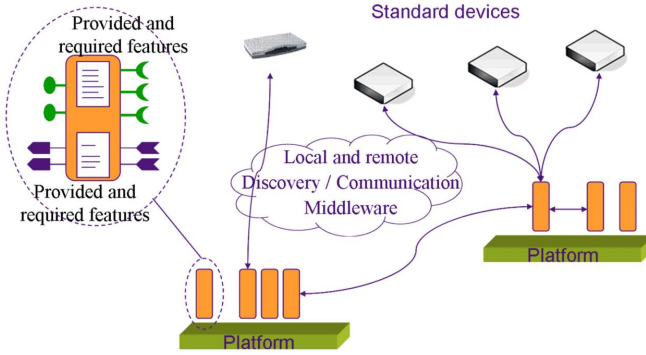 Standard devices
Provided and
required features
Provided and
required features
Local and remote
Discovery / Communication
Middleware
Platform
Platform